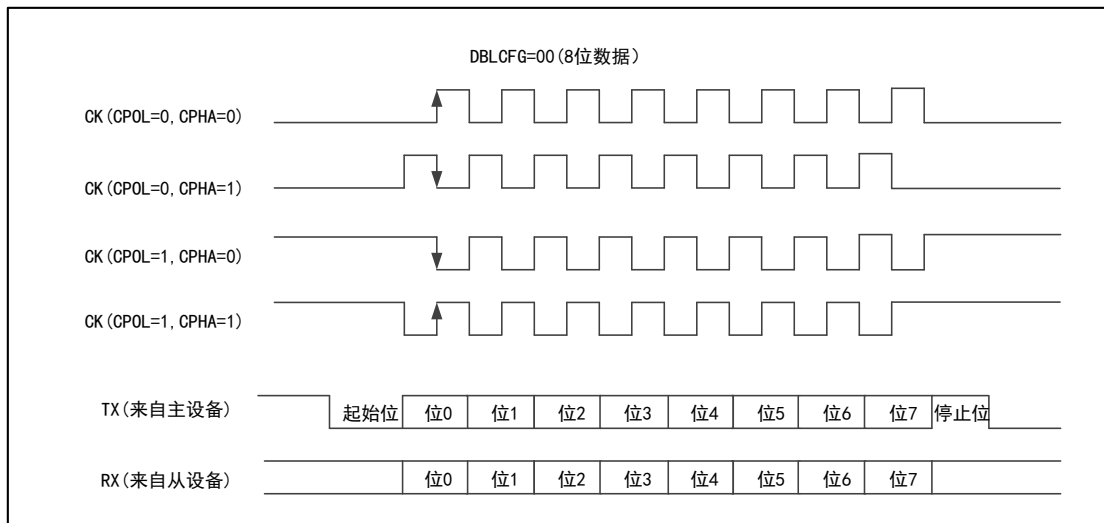 DBLCFG=00(8位数据)
CK(CPOL=0,CPHA=0)
CK(CPOL=0,CPHA=1)
CK(CPOL=1,CPHA=0)
CK(CPOL=1,CPHA=1)
TX(来自主设备) 起始位 位0 位1 位2 位3 位4 位5 位6 位7 停止位
RX(来自从设备) 位0 位1 位2 位3 位4 位5 位6 位7